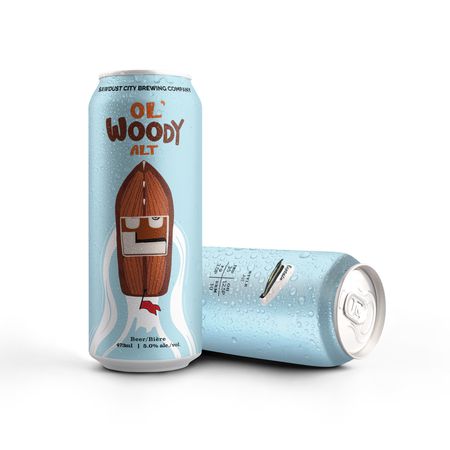 SAWDUST CITY BREWING COMPANY
OL'
WOODY
ALT
Beer/Bière
473ml | 5.0% alc./vol.